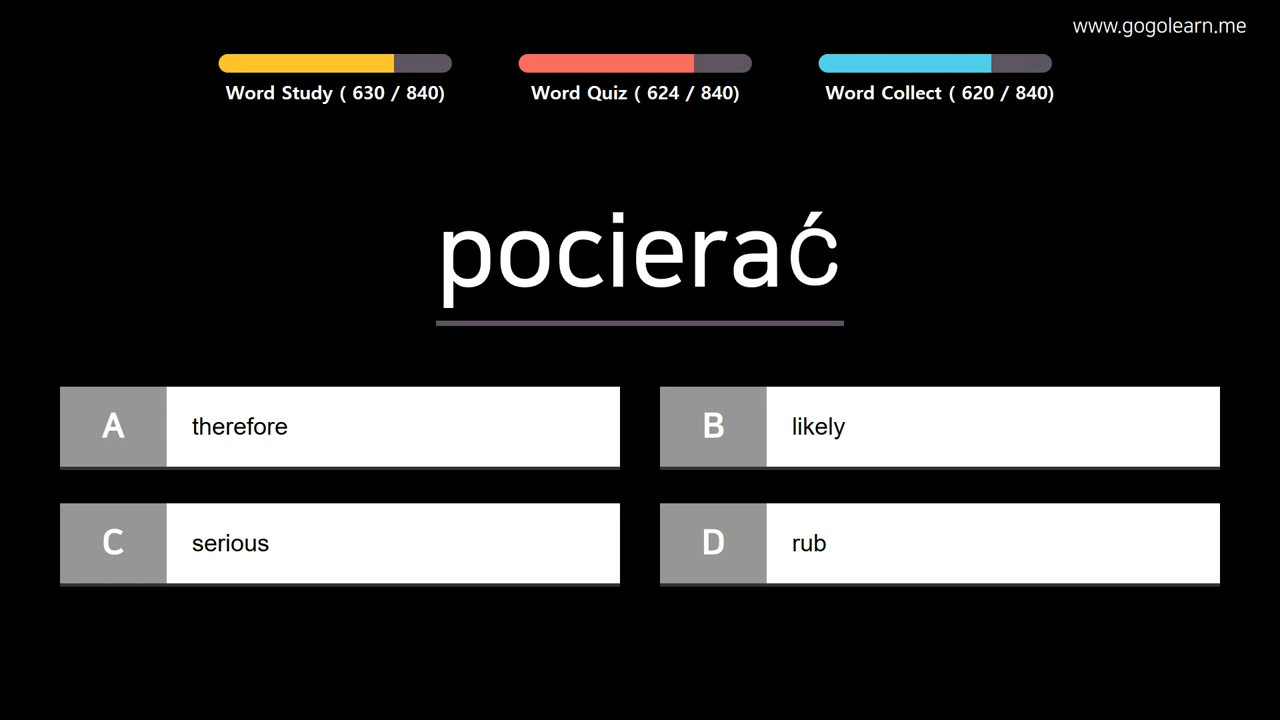 www.gogolearn.me
Word Study ( 630 / 840)
Word Quiz ( 624 / 840)
Word Collect ( 620 / 840)
pocierać
A therefore
B likely
C serious
D rub